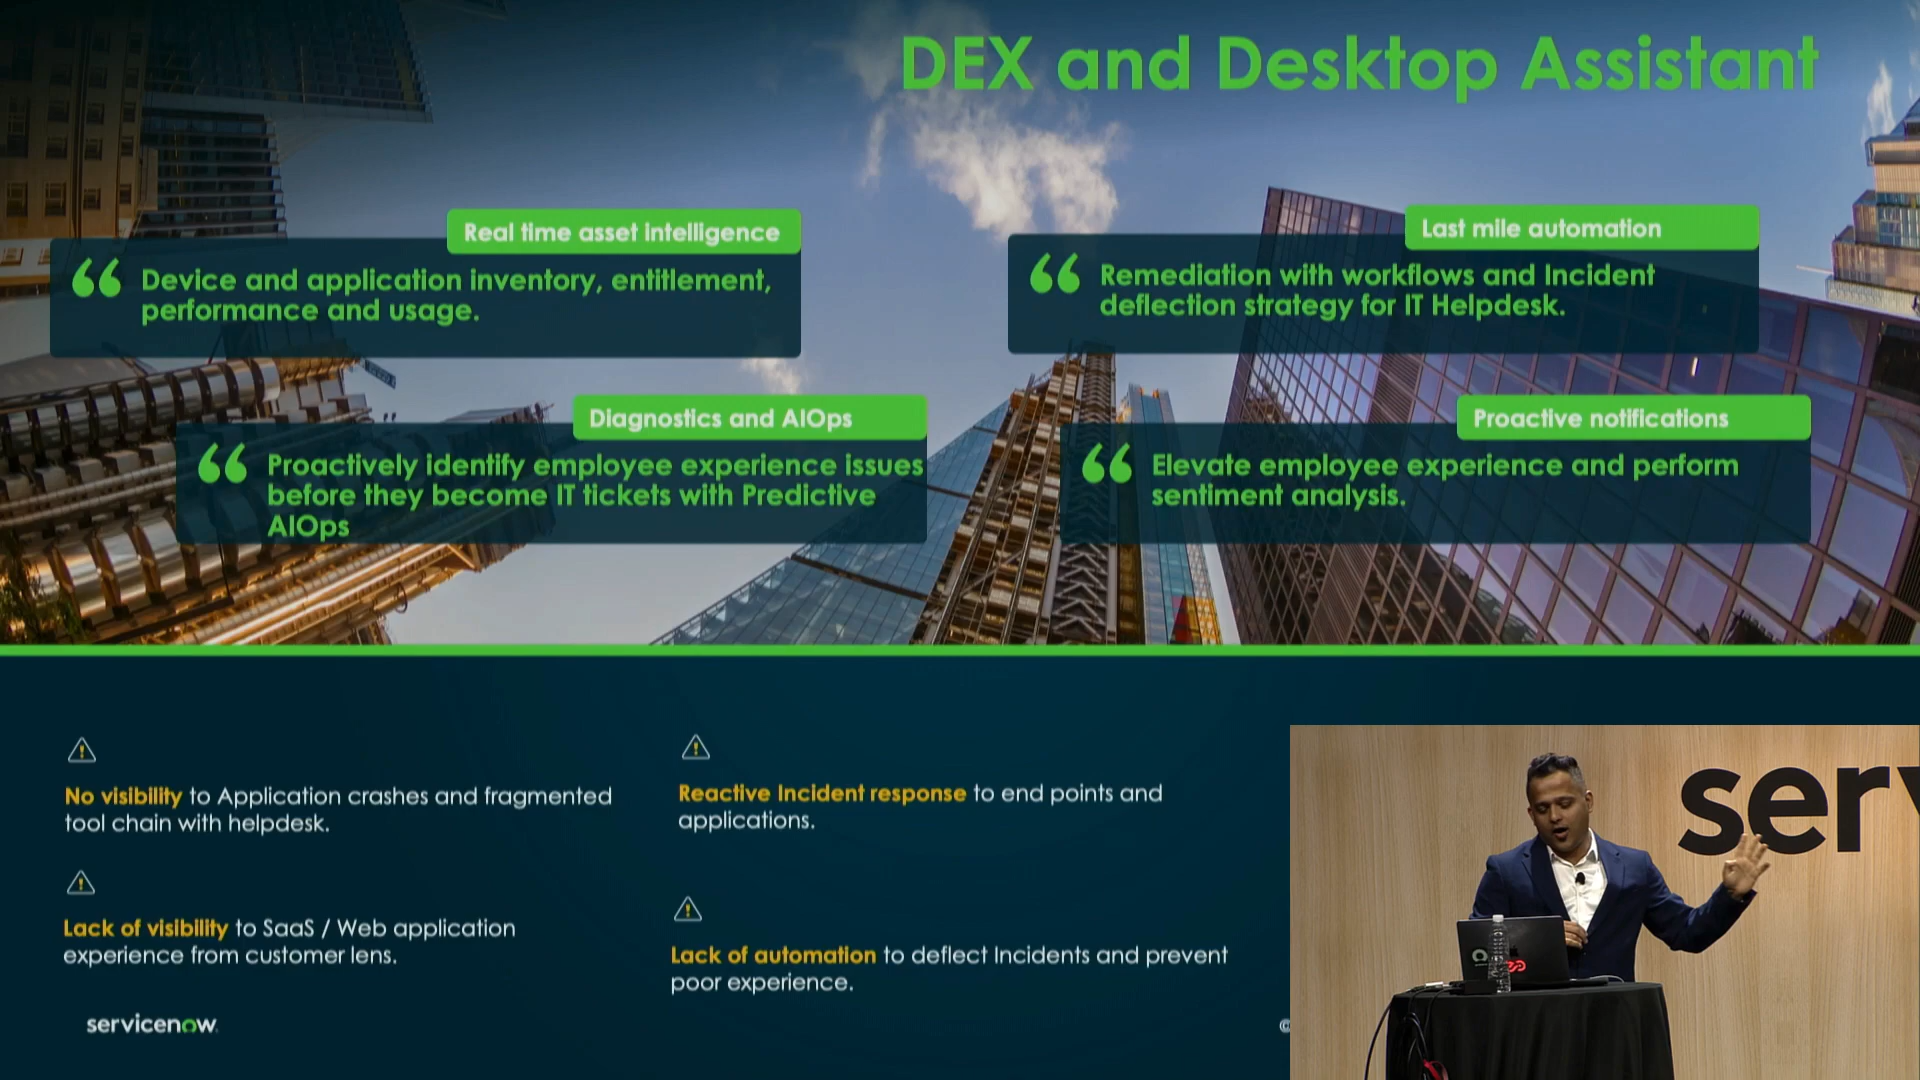 DEX and Desktop Assistant
Real time asset intelligence
Device and application inventory, entitlement,
performance and usage.
Last mile automation
Remediation with workflows and Incident
deflection strategy for IT Helpdesk.
Diagnostics and AIOps
Proactively identify employee experience issues
before they become IT tickets with Predictive
AIOps
Proactive notifications
Elevate employee experience and perform
sentiment analysis.
No visibility to Application crashes and fragmented
tool chain with helpdesk.
Reactive Incident response to end points and
applications.
Lack of visibility to SaaS / Web application
experience from customer lens.
Lack of automation to deflect Incidents and prevent
poor experience.
servicenow
©
ser